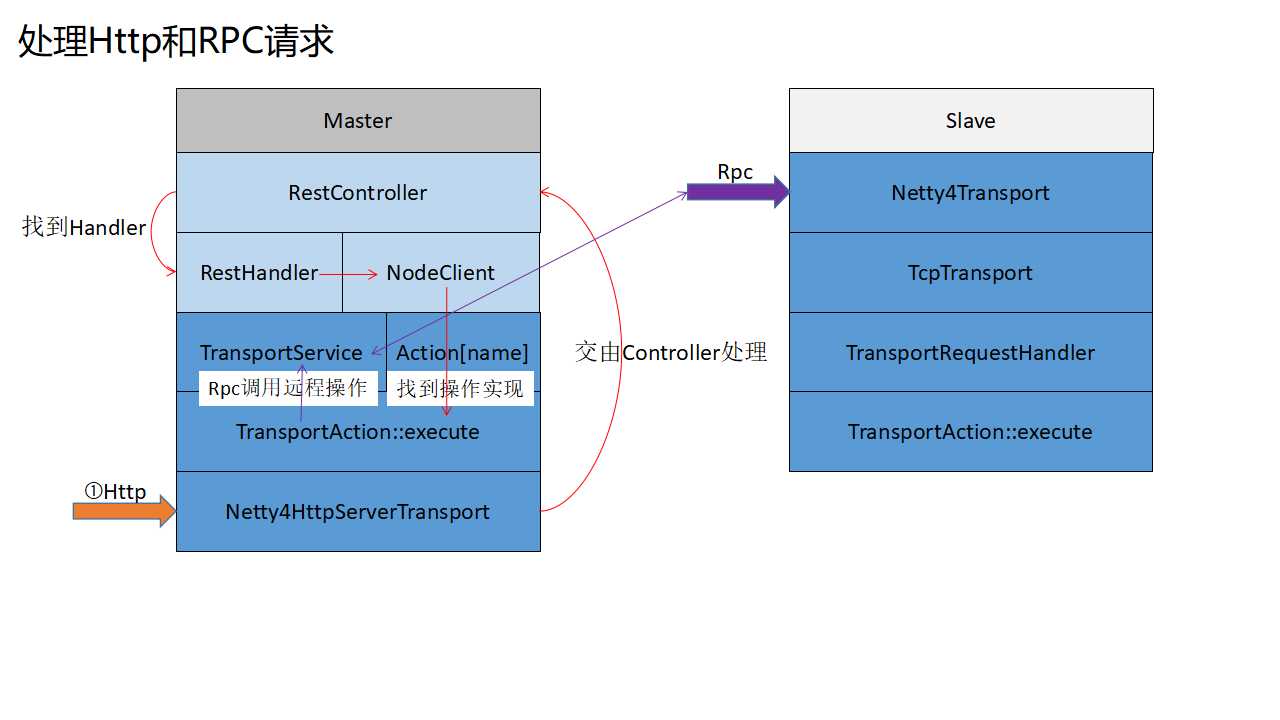 处理Http和RPC请求
Master
Slave
RestController
Rpc
Netty4Transport
找到Handler
RestHandler
NodeClient
TcpTransport
TransportService
Action[name]
交由Controller处理
TransportRequestHandler
Rpc调用远程操作
找到操作实现
TransportAction::execute
TransportAction::execute
①Http
Netty4HttpServerTransport